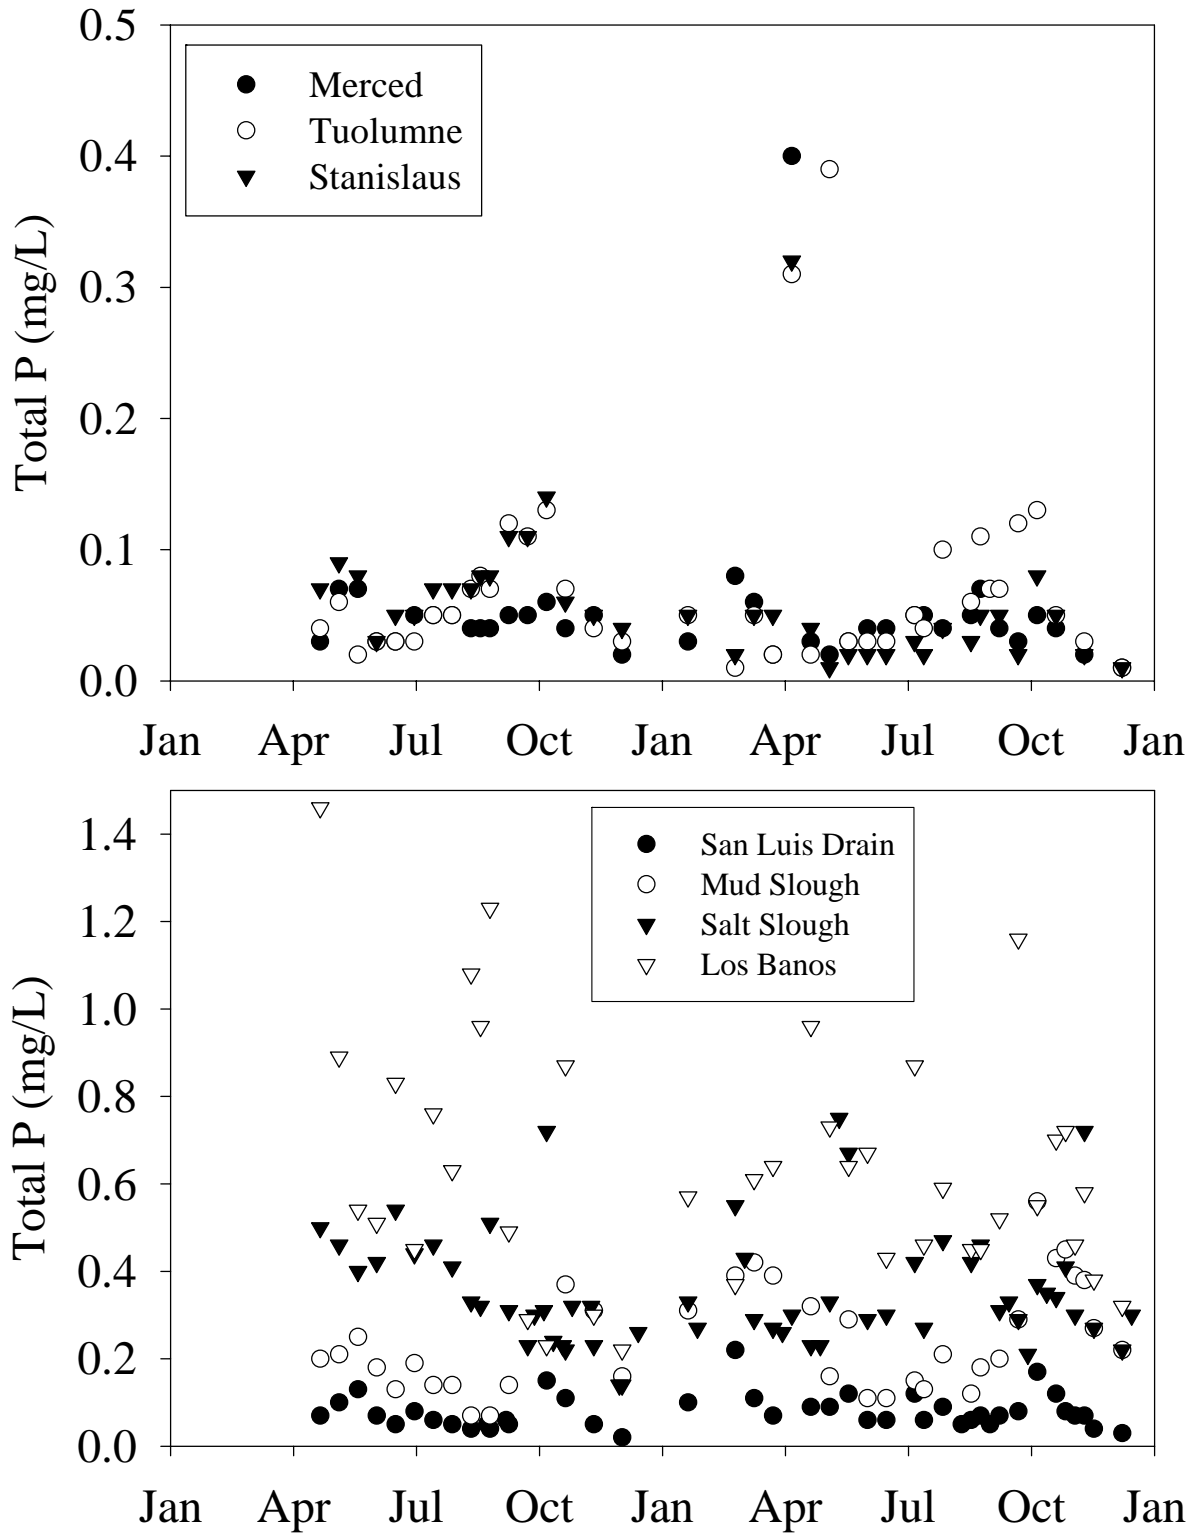 0.5
Merced
Tuolumne
Stanislaus
0.4
0.3
0.2
0.1
0.0
Total P (mg/L)
Jan Apr Jul Oct Jan Apr Jul Oct Jan
San Luis Drain
Mud Slough
Salt Slough
Los Banos
1.4
1.2
1.0
0.8
0.6
0.4
0.2
0.0
Total P (mg/L)
Jan Apr Jul Oct Jan Apr Jul Oct Jan